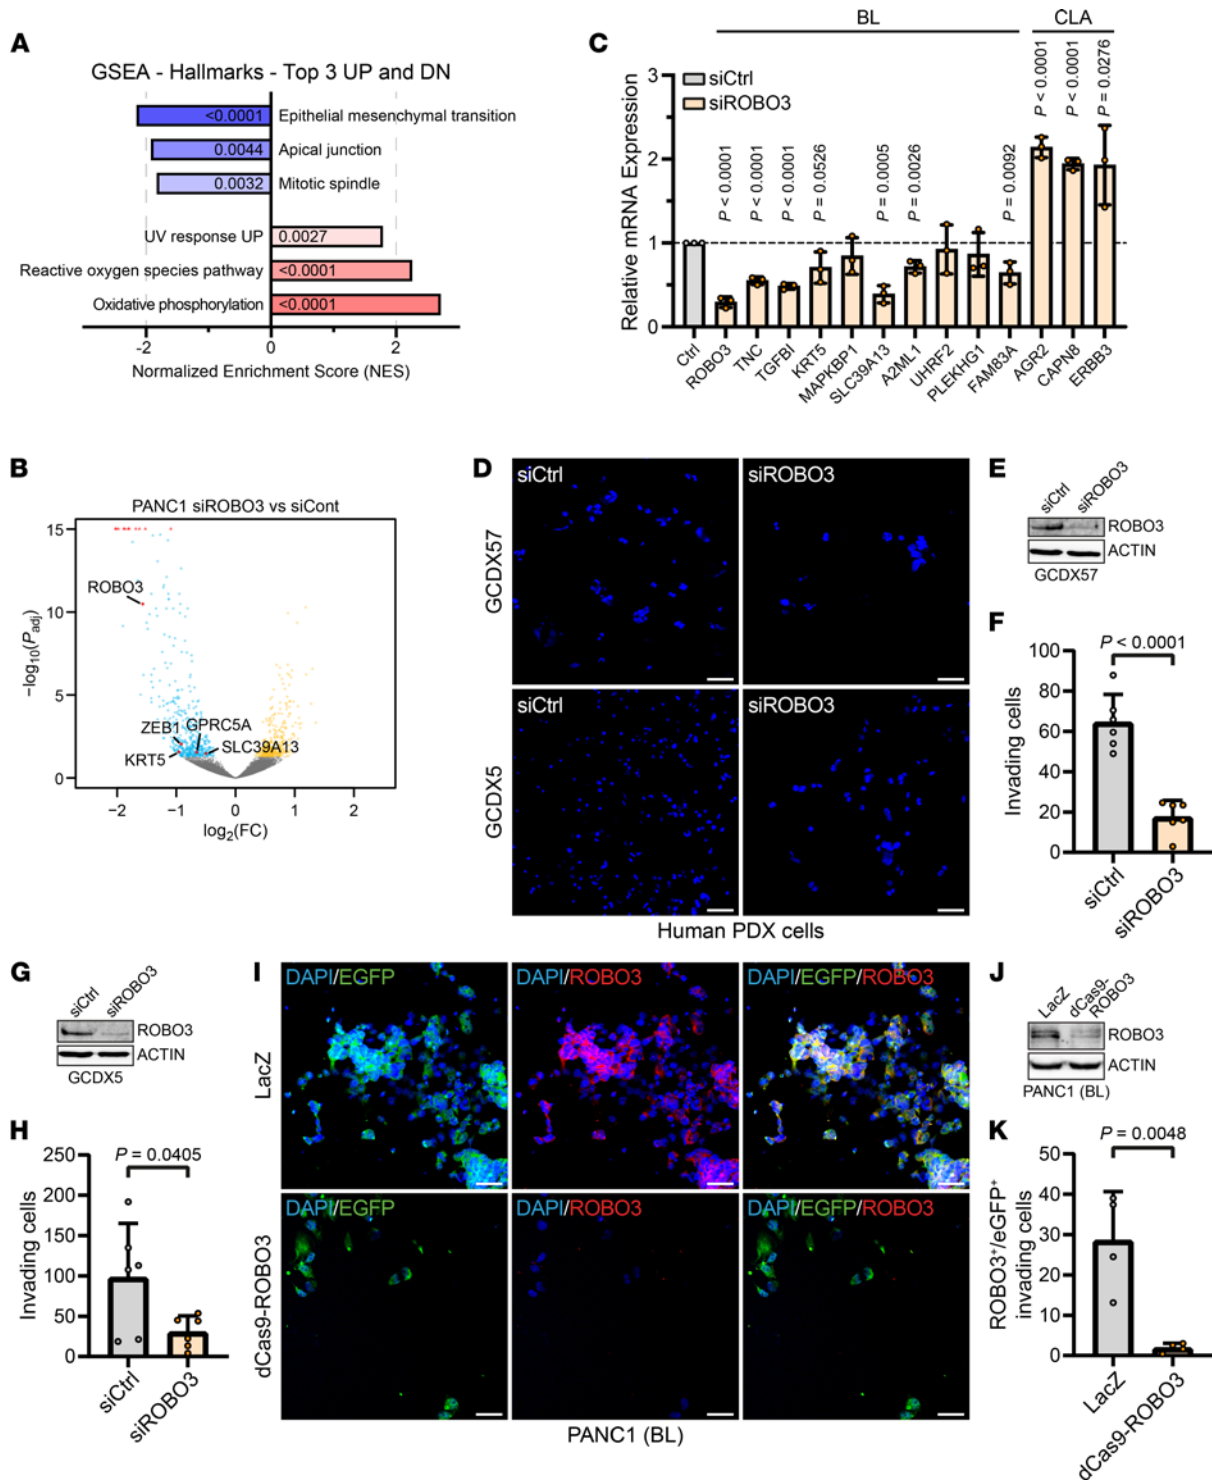 A
GSEA - Hallmarks - Top 3 UP and DN
<0.0001 Epithelial mesenchymal transition
0.0044 Apical junction
0.0032 Mitotic spindle
UV response UP 0.0027
Reactive oxygen species pathway <0.0001
Oxidative phosphorylation <0.0001
-2 0 2
Normalized Enrichment Score (NES)
B
PANC1 siROBO3 vs siCont
−log10(Padj)
15
10
5
0
ROBO3
ZEB1 GPRC5A
KRT5 SLC39A13
−2 −1 0 1 2
log2(FC)
C
BL CLA
siCtrl
siROBO3
Relative mRNA Expression
3
2
1
0
P < 0.0001
P < 0.0001
P < 0.0001
P = 0.0526
P = 0.0005
P = 0.0026
P = 0.0092
P < 0.0001
P < 0.0001
P = 0.0276
Ctrl
ROBO3
TNC
TGFBI
KRT5
MAPKBP1
SLC39A13
A2ML1
UHRF2
PLEKHG1
FAM83A
AGR2
CAPN8
ERBB3
D
siCtrl siROBO3
GCDX57
siCtrl siROBO3
GCDX5
Human PDX cells
E
siCtrl siROBO3
ROBO3
ACTIN
GCDX57
F
P < 0.0001
Invading cells
100
80
60
40
20
0
siCtrl
siROBO3
G
siCtrl siROBO3
ROBO3
ACTIN
GCDX5
H
P = 0.0405
Invading cells
250
200
150
100
50
0
siCtrl
siROBO3
I
DAPI/EGFP DAPI/ROBO3 DAPI/EGFP/ROBO3
LacZ
DAPI/EGFP DAPI/ROBO3 DAPI/EGFP/ROBO3
dCas9-ROBO3
PANC1 (BL)
J
LacZ
dCas9-
ROBO3
ROBO3
ACTIN
PANC1 (BL)
K
P = 0.0048
ROBO3+/eGFP+
invading cells
50
40
30
20
10
0
LacZ
dCas9-ROBO3